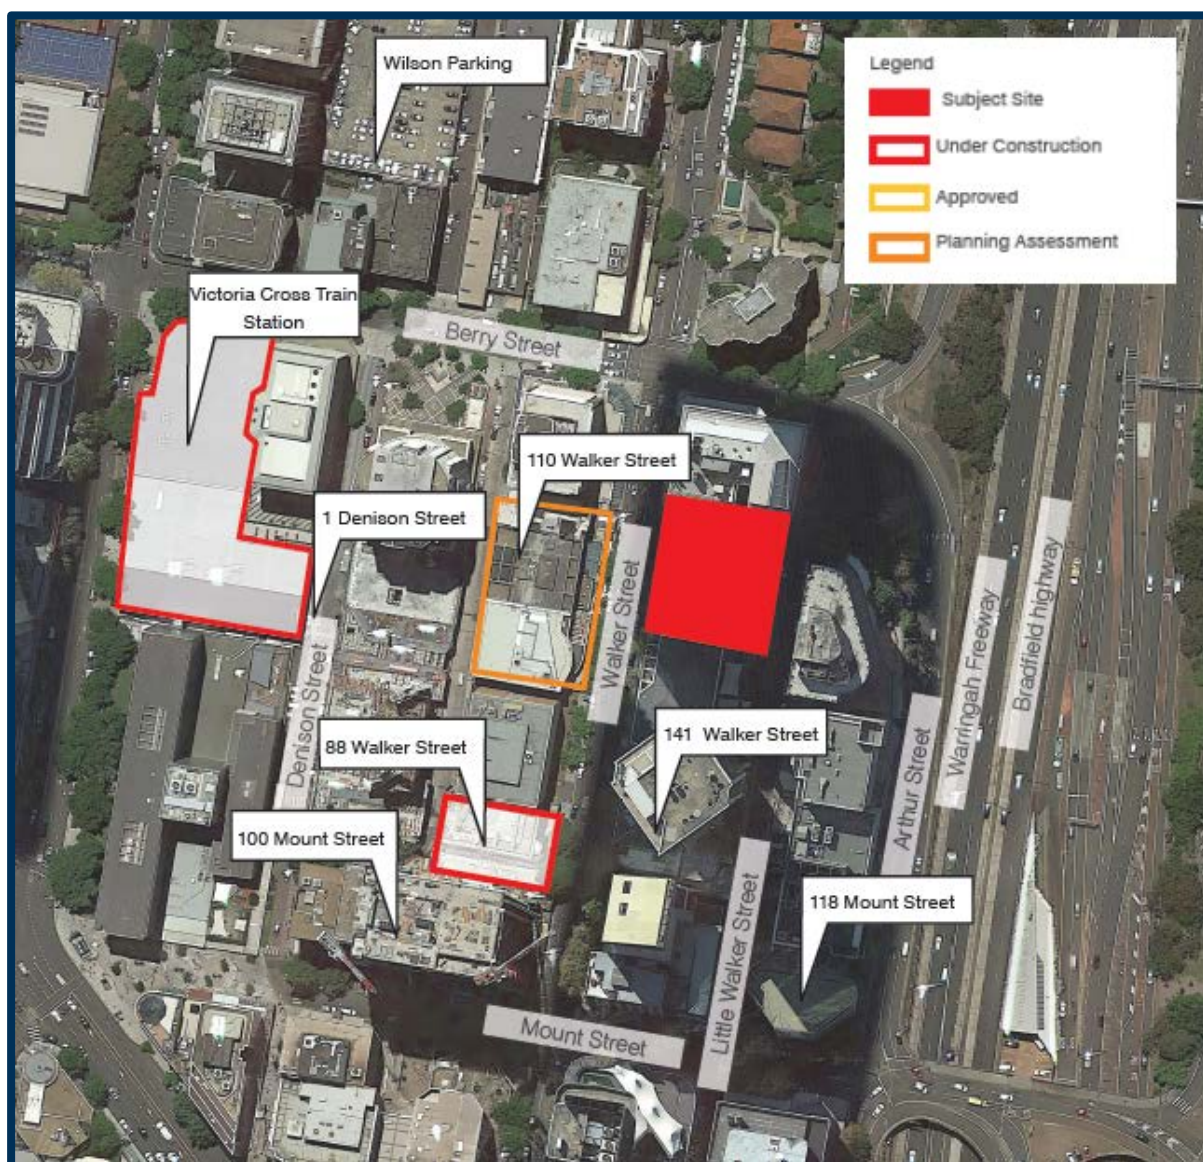 Wilson Parking
Legend
Subject Site
Under Construction
Approved
Planning Assessment
Victoria Cross Train
Station
Berry Street
110 Walker Street
1 Denison Street
Walker Street
Denison Street
88 Walker Street
141 Walker Street
Warringah Freeway
Bradfield highway
Arthur Street
100 Mount Street
118 Mount Street
Little Walker Street
Mount Street